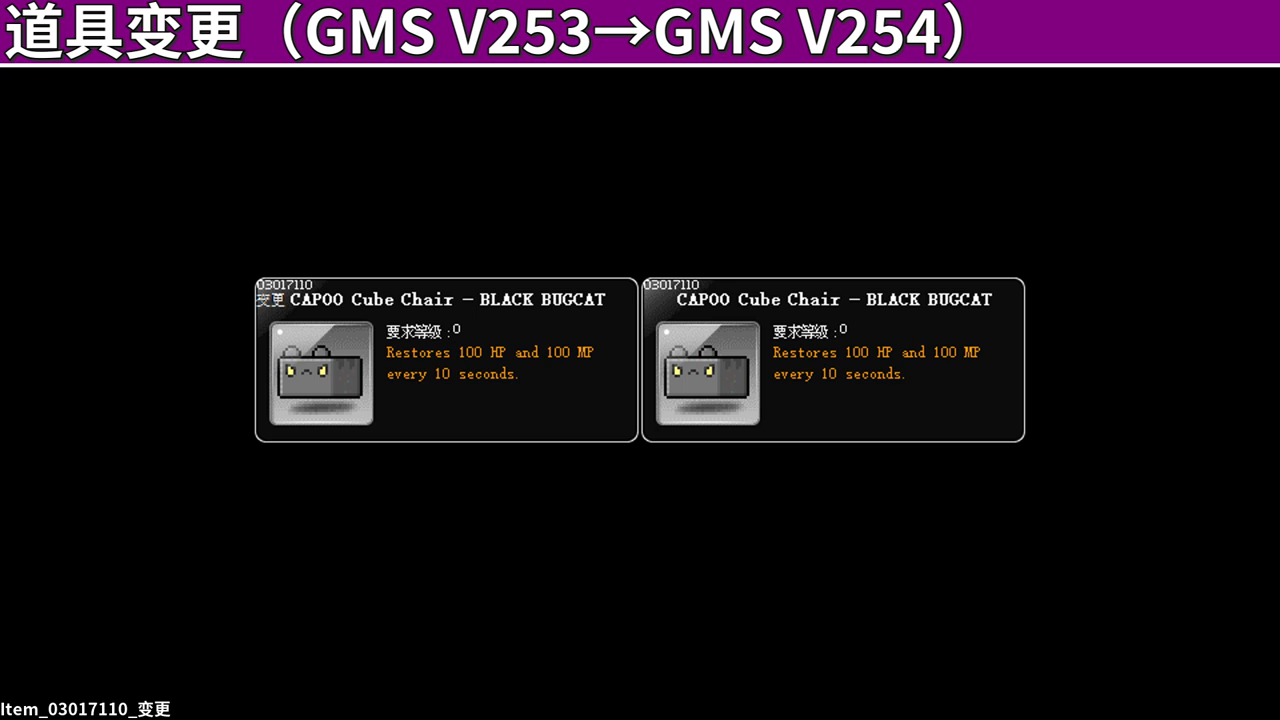 道具变更（GMS V253→GMS V254）
03017110
变更 CAPOO Cube Chair - BLACK BUGCAT
要求等級 : 0
Restores 100 HP and 100 MP
every 10 seconds.
03017110
CAPOO Cube Chair - BLACK BUGCAT
要求等級 : 0
Restores 100 HP and 100 MP
every 10 seconds.
Item_03017110_变更